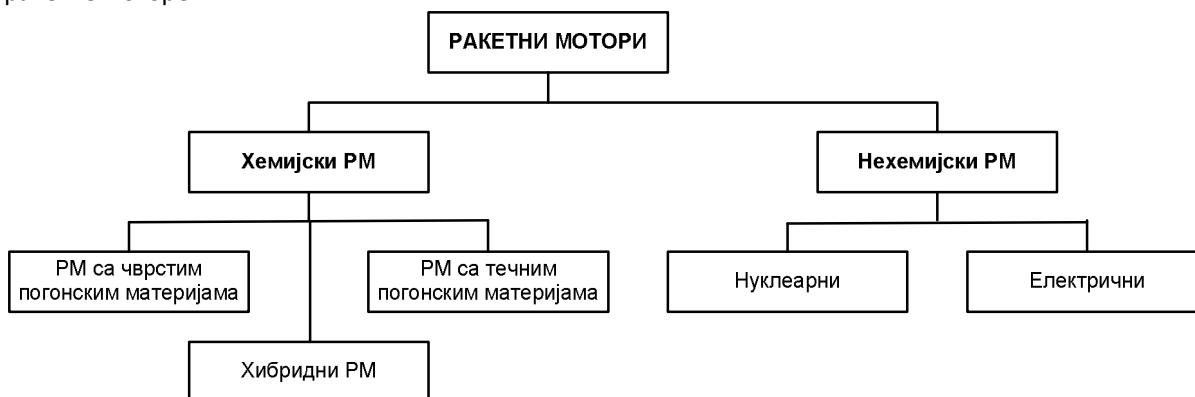 РАКЕТНИ МОТОРИ
Хемијски РМ
Нехемијски РМ
РМ са чврстим
погонским материјама
РМ са течним
погонским материјама
Нуклеарни
Електрични
Хибридни РМ